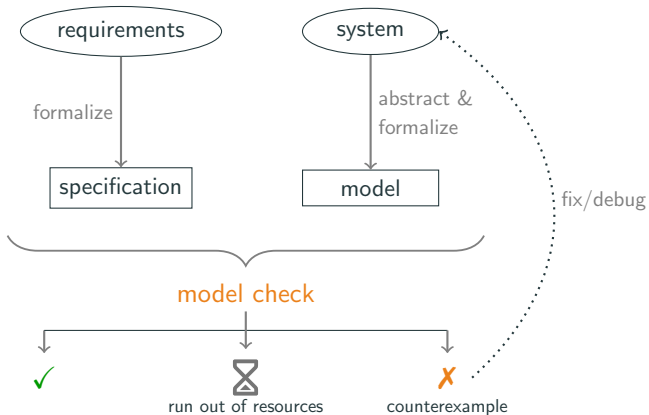 requirements
system
formalize
abstract &
formalize
specification
model
fix/debug
model check
✓
✗
run out of resources
counterexample